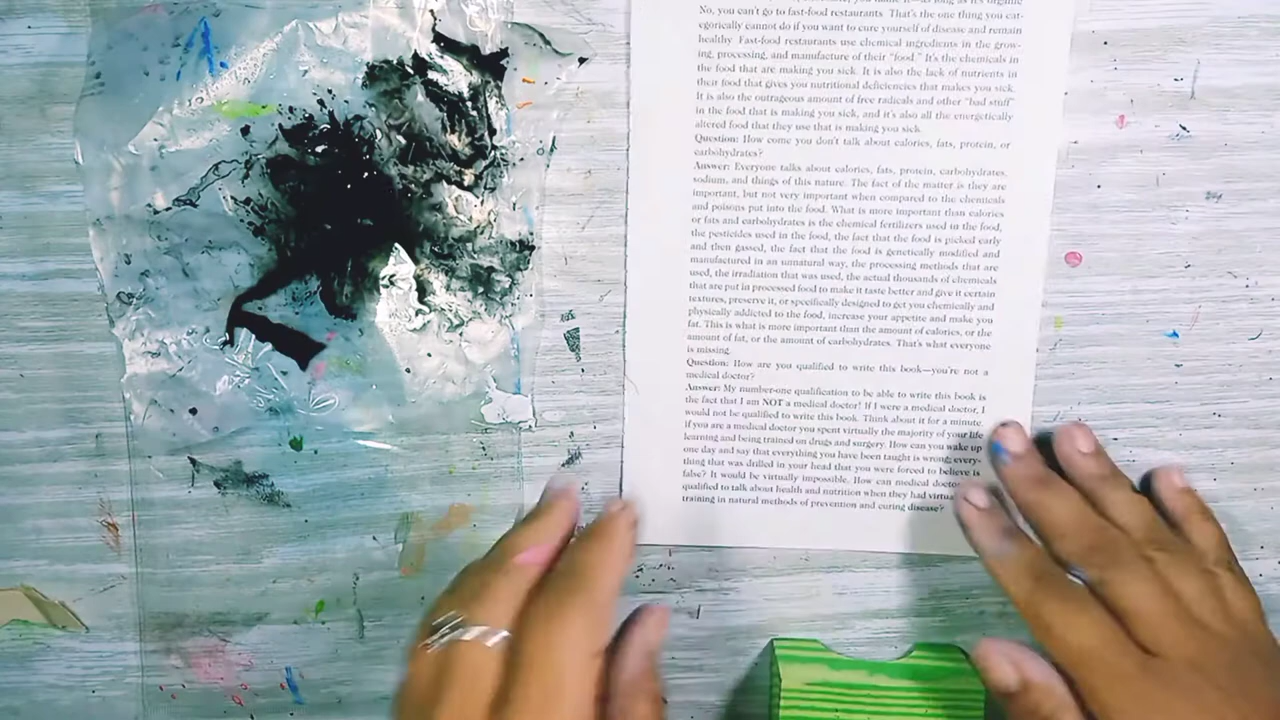 No, you can't go to fast-food restaurants. That's the one thing you cat-
egorically cannot do if you want to cure yourself of disease and remain
healthy. Fast-food restaurants use chemical ingredients in the grow-
ing, processing, and manufacture of their "food." It's the chemicals in
the food that are making you sick. It is also the lack of nutrients in
their food that gives you nutritional deficiencies that makes you sick.
It is also the outrageous amount of free radicals and other "bad stuff"
in the food that is making you sick, and it's also all the energetically
altered food that they use that is making you sick.
Question: How come you don't talk about calories, fats, protein, or
carbohydrates?
Answer: Everyone talks about calories, fats, protein, carbohydrates,
sodium, and things of this nature. The fact of the matter is they are
important, but not very important when compared to the chemicals
and poisons put into the food. What is more important than calories
or fats and carbohydrates is the chemical fertilizers used in the food,
the pesticides used in the food, the fact that the food is picked early
and then gassed, the fact that the food is genetically modified and
manufactured in an unnatural way, the processing methods that are
used, the irradiation that was used, the actual thousands of chemicals
that are put in processed food to make it taste better and give it certain
textures, preserve it, or specifically designed to get you chemically and
physically addicted to the food, increase your appetite and make you
fat. This is what is more important than the amount of calories, or the
amount of fat, or the amount of carbohydrates. That's what everyone
is missing.
Question: How are you qualified to write this book—you're not a
medical doctor?
Answer: My number-one qualification to be able to write this book is
the fact that I am NOT a medical doctor! If I were a medical doctor, I
would not be qualified to write this book. Think about it for a minute.
If you are a medical doctor you spent virtually the majority of your life
learning and being trained on drugs and surgery. How can you wake up
one day and say that everything you have been taught is wrong; every-
thing that was drilled in your head that you were forced to believe is
false? It would be virtually impossible. How can medical
qualified to talk about health and nutrition when they had
training in natural methods of prevention and curing disease?